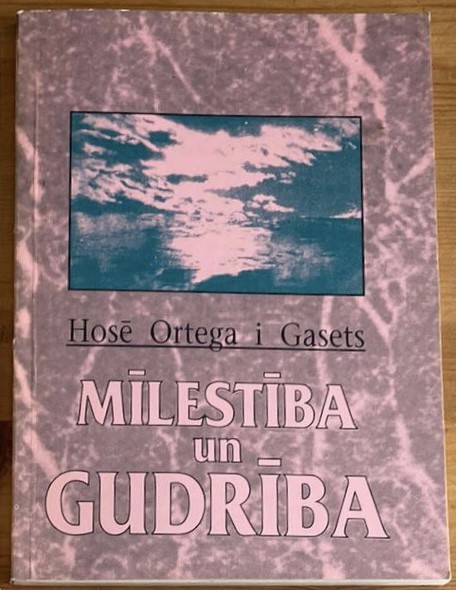 Hosē Ortega i Gasets
MĪLESTĪBA
un
GUDRĪBA